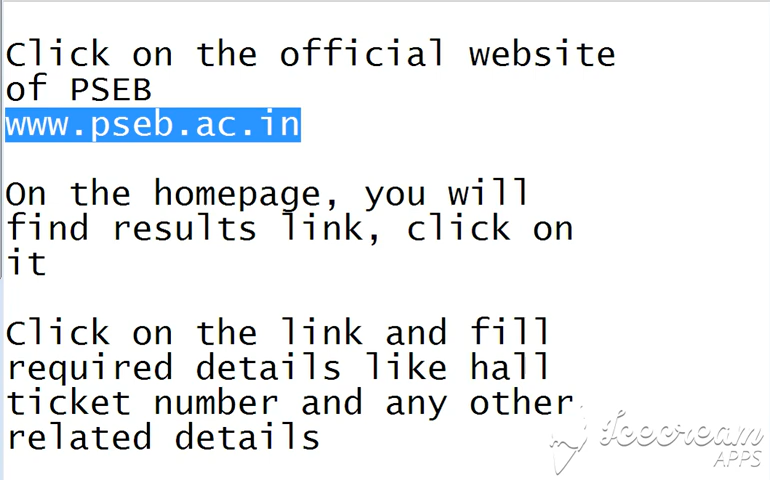 Click on the official website
of PSEB
www.pseb.ac.in
On the homepage, you will
find results link, click on
it
Click on the link and fill
required details like hall
ticket number and any other
related details
Icecream
APPS